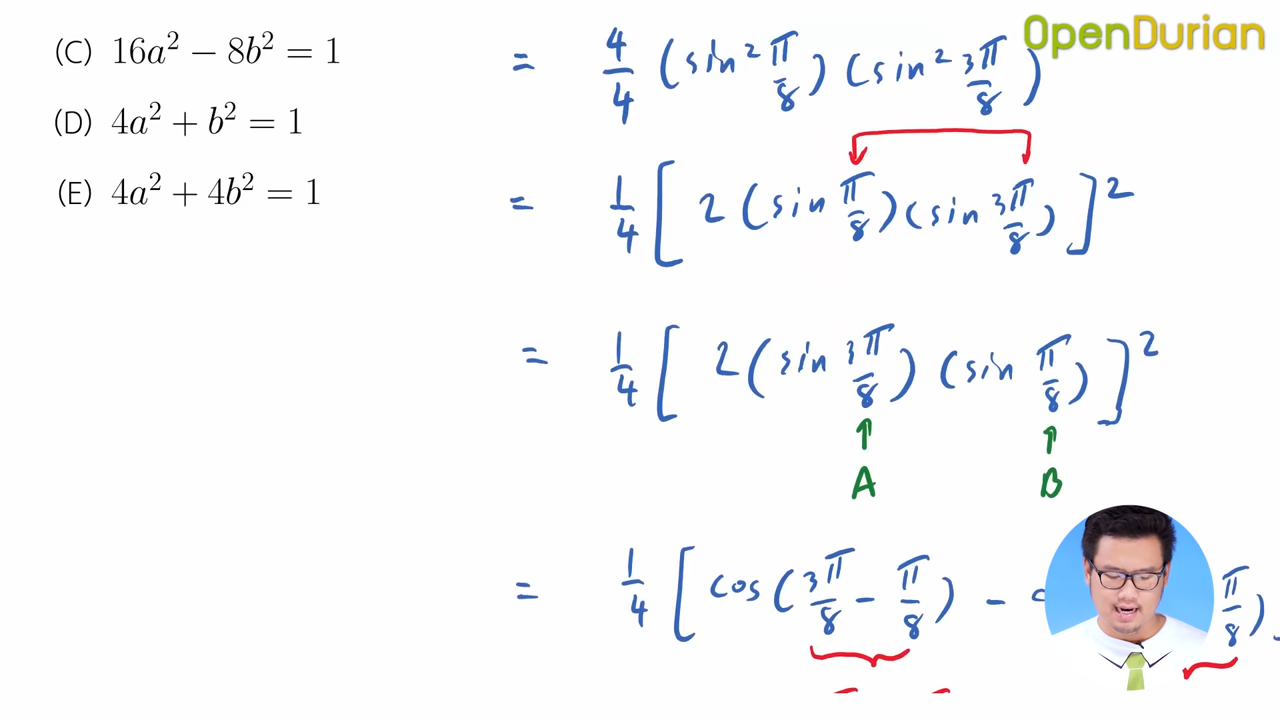 OpenDurian
(C) 16a² − 8b² = 1
(D) 4a² + b² = 1
(E) 4a² + 4b² = 1
= 4/4 (sin² π/8) (sin² 3π/8)
= 1/4 [ 2 (sin π/8) (sin 3π/8) ]²
= 1/4 [ 2 (sin 3π/8) (sin π/8) ]²
↑ ↑
A B
= 1/4 [ cos (3π/8 − π/8) − π/8)